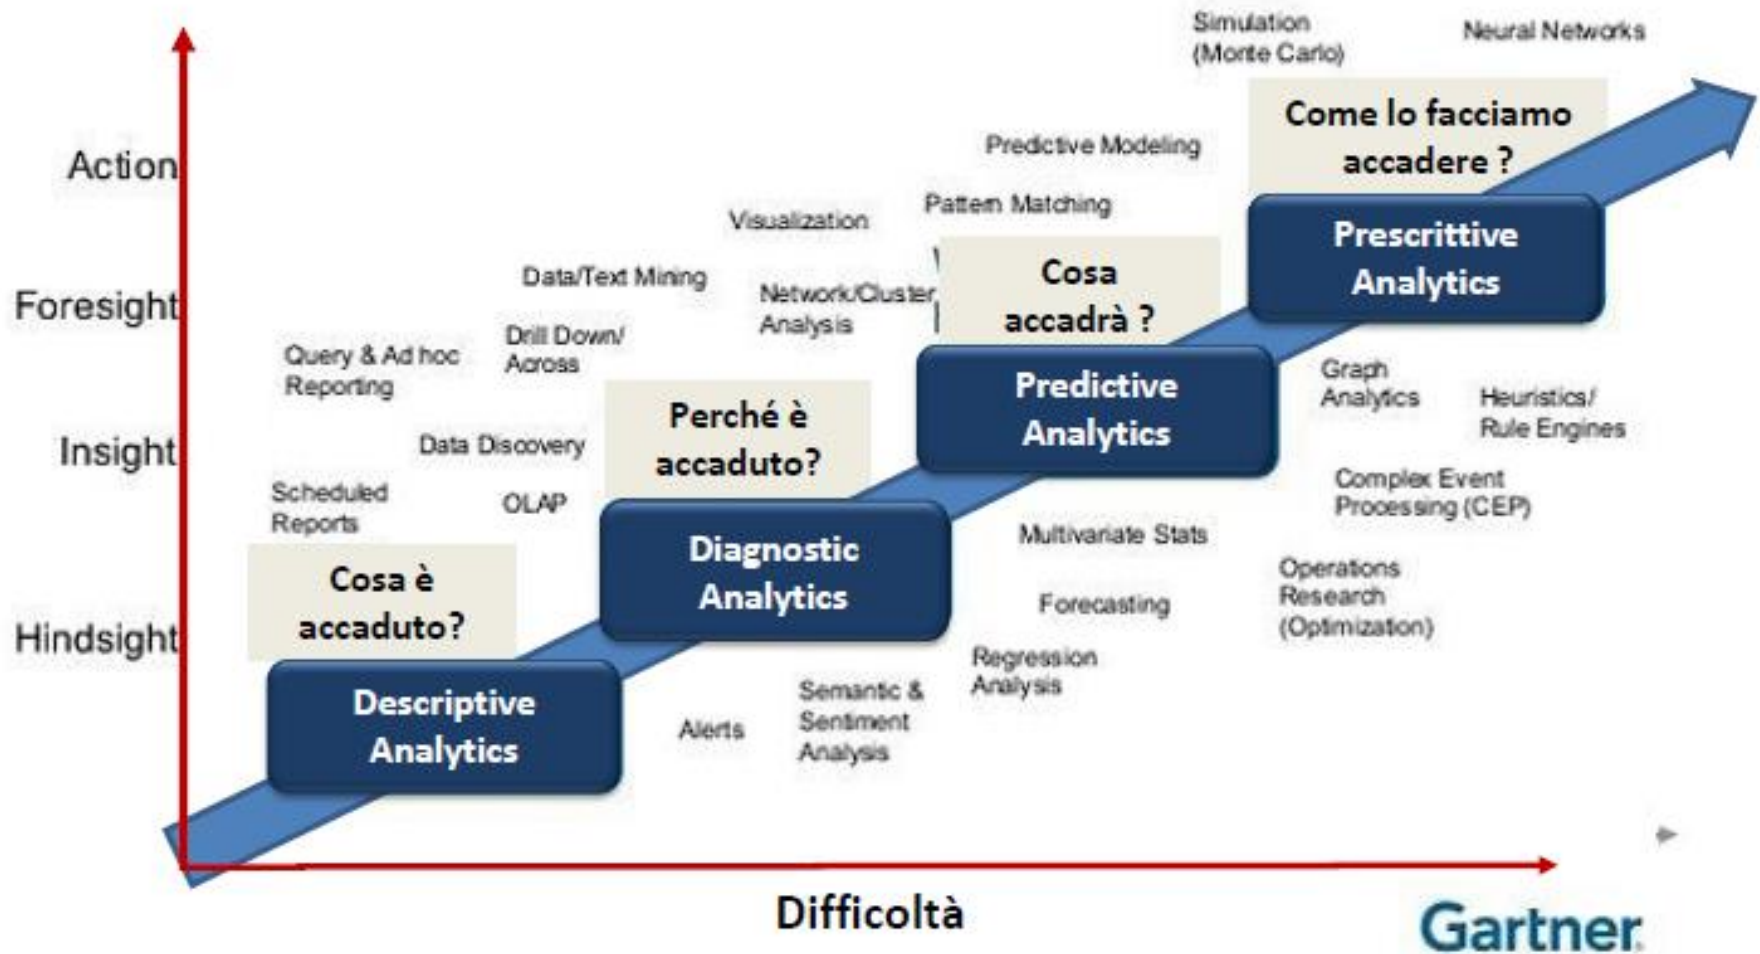 Simulation
(Monte Carlo)
Neural Networks
Come lo facciamo
accadere ?
Predictive Modeling
Action
Pattern Matching
Visualization
Prescrittive
Analytics
Cosa
accadrà ?
Data/Text Mining
Foresight
Network/Cluster
Analysis
Drill Down/
Across
Query & Ad hoc
Reporting
Predictive
Analytics
Graph
Analytics
Heuristics/
Rule Engines
Perché è
accaduto?
Insight
Data Discovery
Scheduled
Reports
OLAP
Complex Event
Processing (CEP)
Multivariate Stats
Diagnostic
Analytics
Cosa è
accaduto?
Operations
Research
(Optimization)
Forecasting
Hindsight
Regression
Analysis
Descriptive
Analytics
Alerts
Semantic &
Sentiment
Analysis
Difficoltà
Gartner